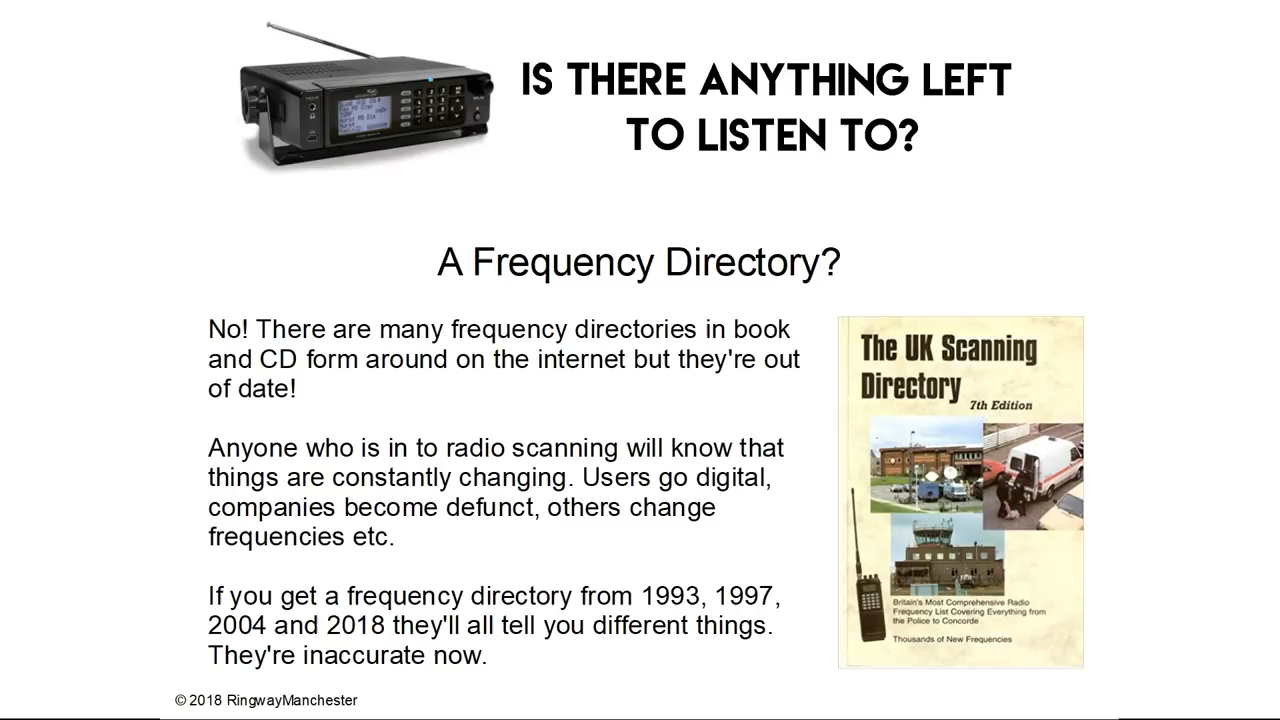 IS THERE ANYTHING LEFT
TO LISTEN TO?
A Frequency Directory?
No! There are many frequency directories in book
and CD form around on the internet but they're out
of date!
Anyone who is in to radio scanning will know that
things are constantly changing. Users go digital,
companies become defunct, others change
frequencies etc.
If you get a frequency directory from 1993, 1997,
2004 and 2018 they'll all tell you different things.
They're inaccurate now.
The UK Scanning
Directory
7th Edition
Britain's Most Comprehensive Radio
Frequency List Covering Everything from
the Police to Concorde
Thousands of New Frequencies
© 2018 RingwayManchester